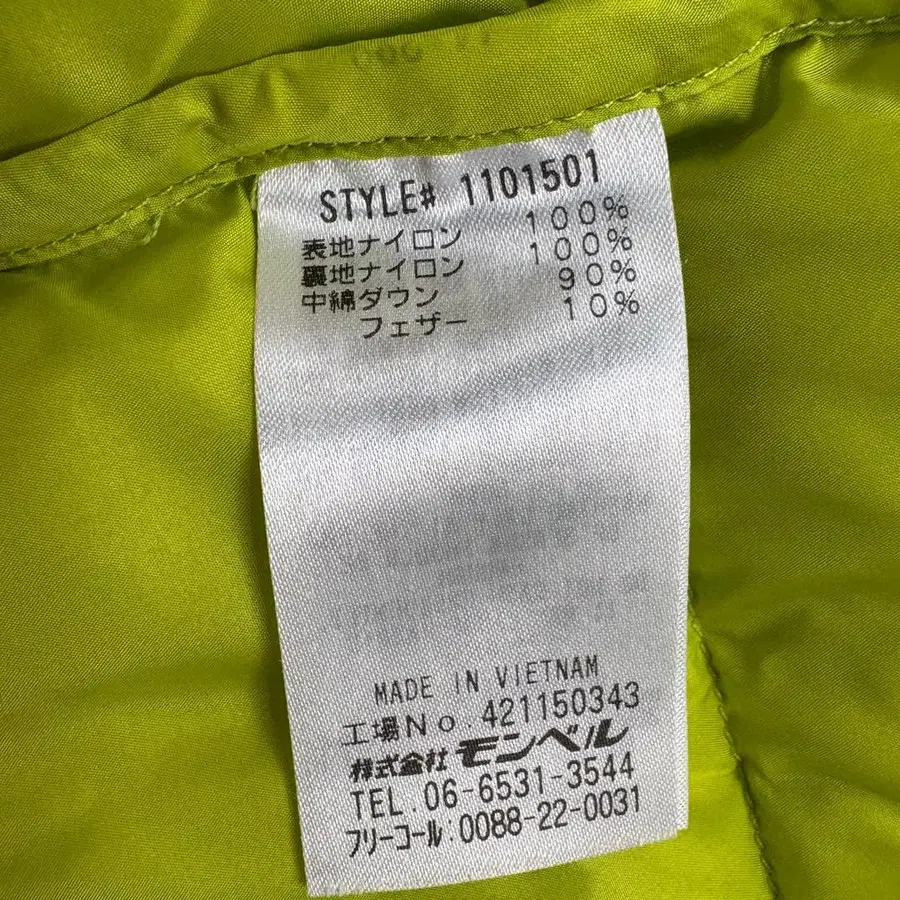 STYLE# 1101501
表地ナイロン 100%
裏地ナイロン 100%
中綿ダウン 90%
フェザー 10%
MADE IN VIETNAM
工場No.421150343
株式会社 モンベル
TEL.06-6531-3544
フリーコール:0088-22-0031